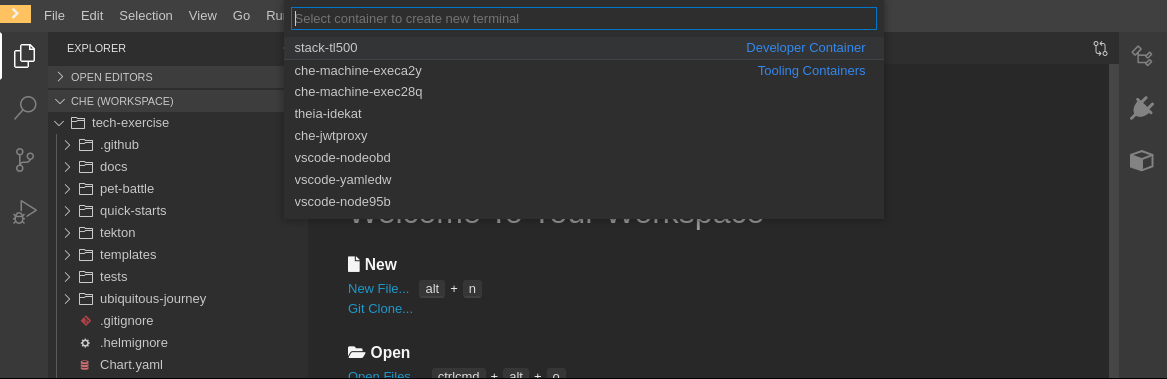 File Edit Selection View Go Ru
Select container to create new terminal
EXPLORER
stack-tl500 Developer Container
OPEN EDITORS
che-machine-execa2y Tooling Containers
CHE (WORKSPACE)
che-machine-exec28q
tech-exercise
theia-idekat
.github
che-jwtproxy
docs
vscode-nodeobd
pet-battle
vscode-yamledw
quick-starts
vscode-node95b
Welcome To Your Workspace
tekton
templates
New
tests
New File... alt + n
ubiquitous-journey
Git Clone...
.gitignore
.helmignore
Open
Chart.yaml
Open Files... ctrlcmd + alt + o